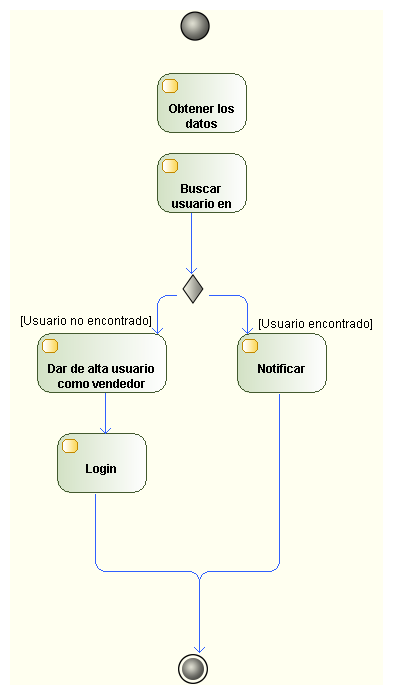 Obtener los
datos
Buscar
usuario en
[Usuario no encontrado]
[Usuario encontrado]
Dar de alta usuario
como vendedor
Notificar
Login